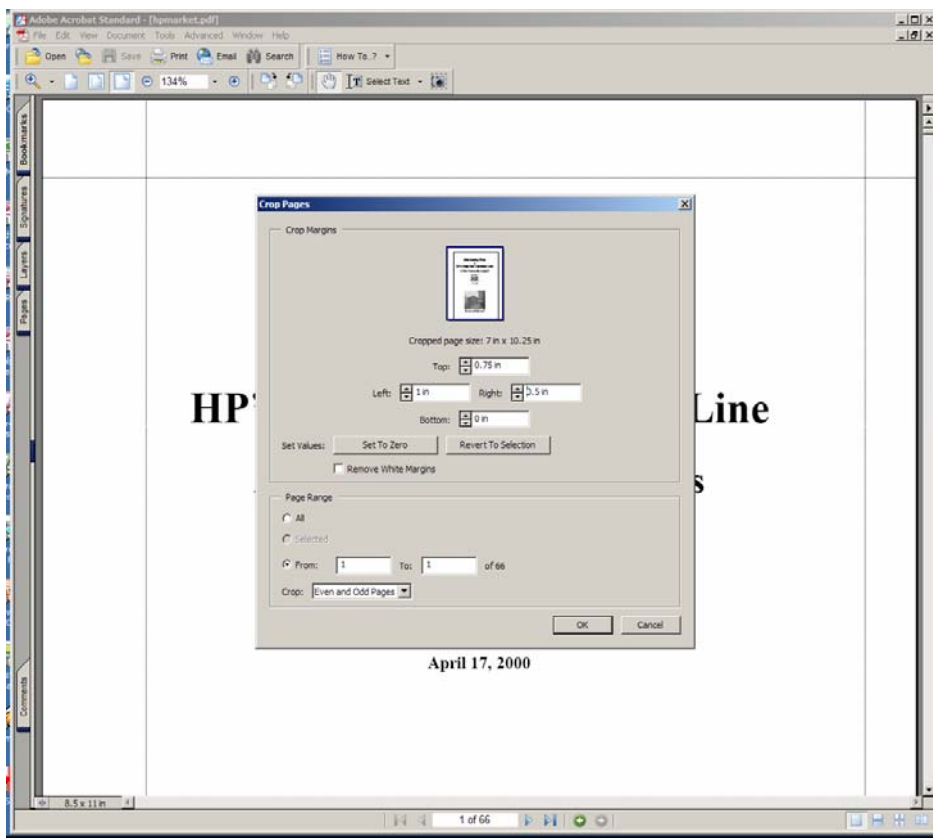 Adobe Acrobat Standard - [hpmarket.pdf]
File Edit View Document Tools Advanced Window Help
Open Save Print Email Search How To..?
134% Select Text
Bookmarks
Signatures
Layers
Pages
Comments
HP' Line
s
April 17, 2000
Crop Pages
Crop Margins
Cropped page size: 7 in x 10.25 in
Top: 0.75 in
Left: 1 in Right: 0.5 in
Bottom: 0 in
Set Values: Set To Zero Revert To Selection
Remove White Margins
Page Range
All
Selected
From: 1 To: 1 of 66
Crop: Even and Odd Pages
OK Cancel
8.5 x 11 in
1 of 66